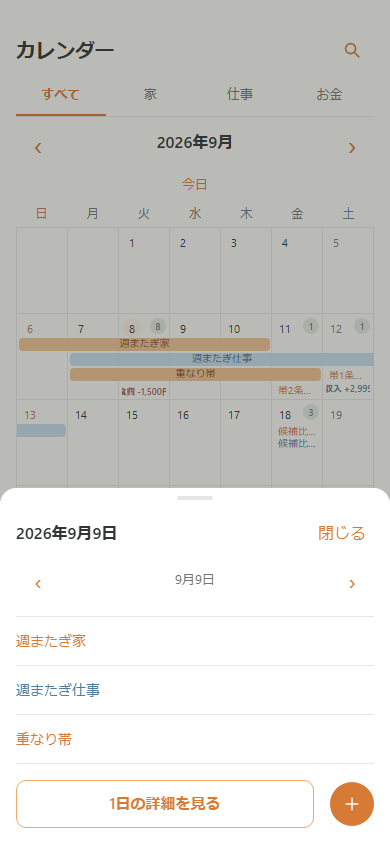 カレンダー
すべて 家 仕事 お金
‹ 2026年9月 ›
今日
日 月 火 水 木 金 土
1 2 3 4 5
6 7 8 8 9 10 11 1 12 1
週またぎ家
週またぎ仕事
重なり帯
帯1条...
-1,500円 帯2条... 収入 +2,999
13 14 15 16 17 18 3 19
候補比...
候補比...
2026年9月9日 閉じる
‹ 9月9日 ›
週またぎ家
週またぎ仕事
重なり帯
1日の詳細を見る +